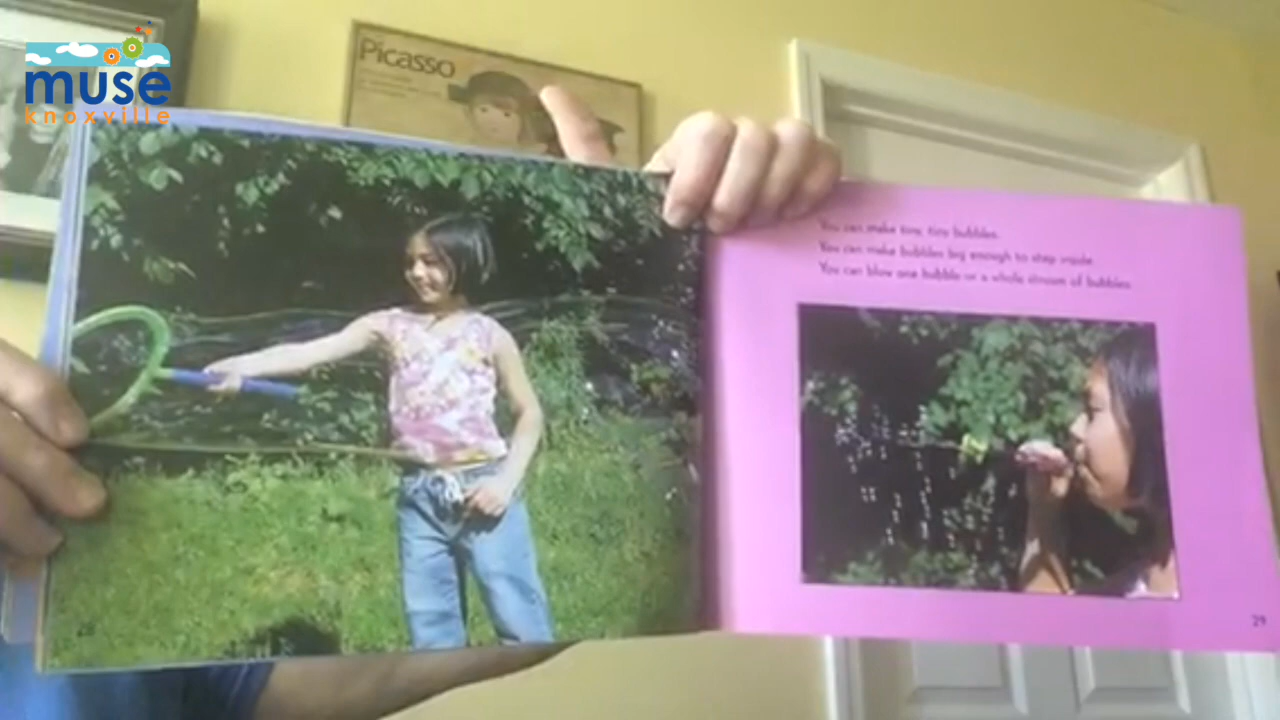 muse
knoxville
Picasso
You can make tiny, tiny bubbles.
You can make bubbles big enough to step inside.
You can blow one bubble or a whole stream of bubbles.
29